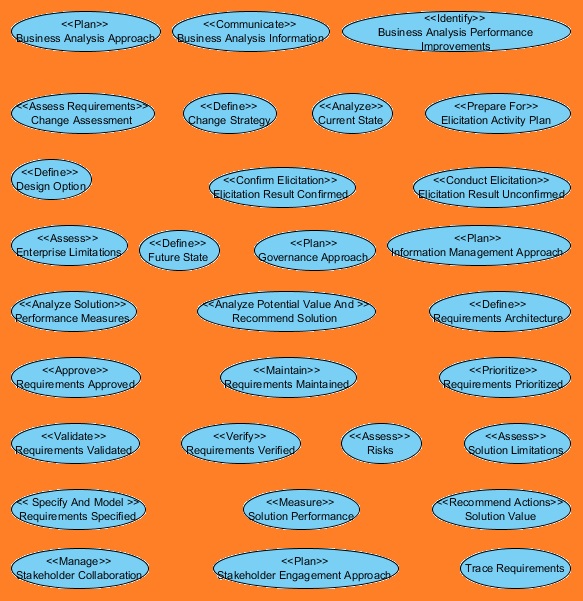 <<Plan>>
Business Analysis Approach
<<Communicate>>
Business Analysis Information
<<Identify>>
Business Analysis Performance
Improvements
<<Assess Requirements>>
Change Assessment
<<Define>>
Change Strategy
<<Analyze>>
Current State
<<Prepare For>>
Elicitation Activity Plan
<<Define>>
Design Option
<<Confirm Elicitation>>
Elicitation Result Confirmed
<<Conduct Elicitation>>
Elicitation Result Unconfirmed
<<Assess>>
Enterprise Limitations
<<Define>>
Future State
<<Plan>>
Governance Approach
<<Plan>>
Information Management Approach
<<Analyze Solution>>
Performance Measures
<<Analyze Potential Value And >>
Recommend Solution
<<Define>>
Requirements Architecture
<<Approve>>
Requirements Approved
<<Maintain>>
Requirements Maintained
<<Prioritize>>
Requirements Prioritized
<<Validate>>
Requirements Validated
<<Verify>>
Requirements Verified
<<Assess>>
Risks
<<Assess>>
Solution Limitations
<< Specify And Model >>
Requirements Specified
<<Measure>>
Solution Performance
<<Recommend Actions>>
Solution Value
<<Manage>>
Stakeholder Collaboration
<<Plan>>
Stakeholder Engagement Approach
Trace Requirements